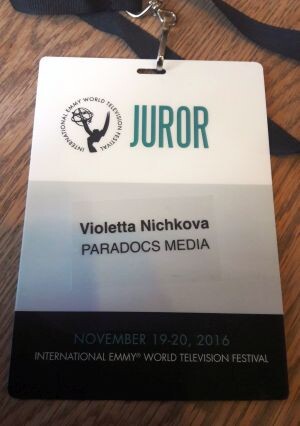 INTERNATIONAL EMMY WORLD TELEVISION FESTIVAL
JUROR
Violetta Nichkova
PARADOCS MEDIA
NOVEMBER 19-20, 2016
INTERNATIONAL EMMY® WORLD TELEVISION FESTIVAL